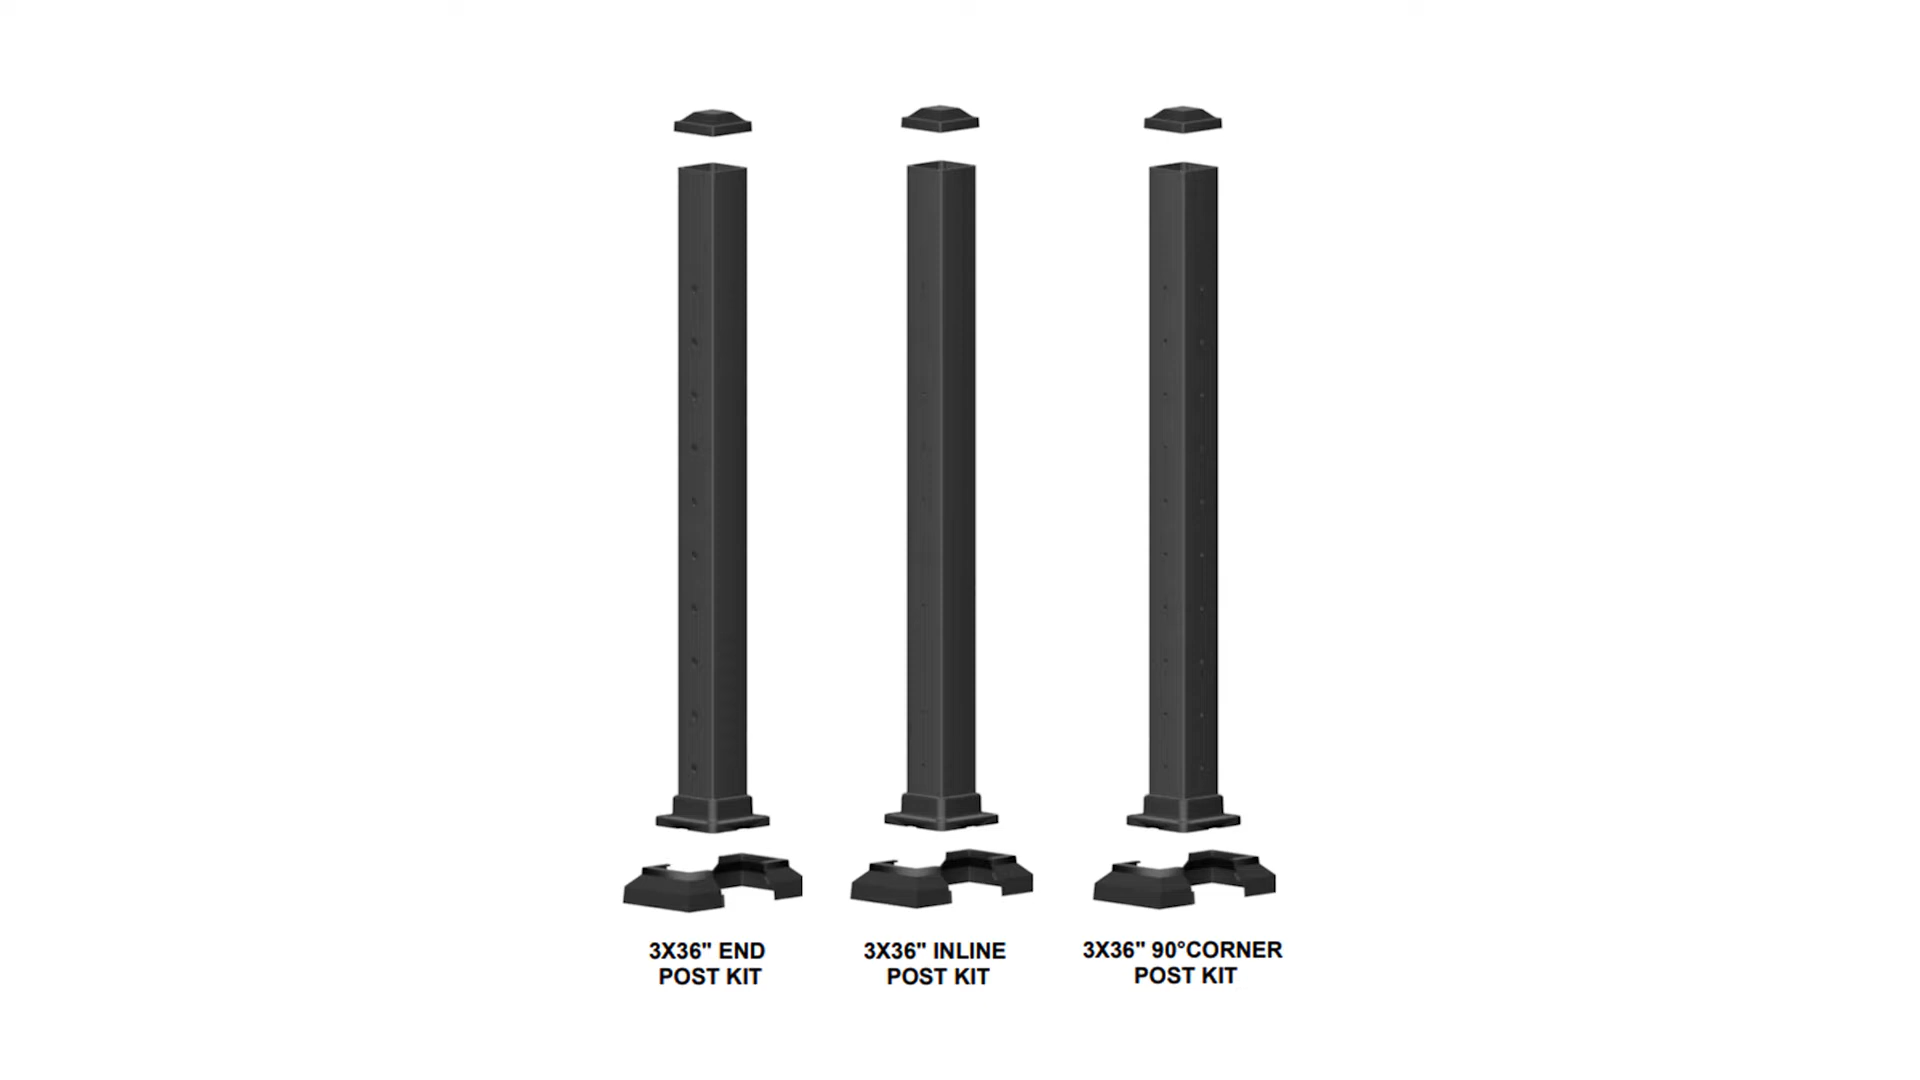 3X36" END
POST KIT
3X36" INLINE
POST KIT
3X36" 90°CORNER
POST KIT